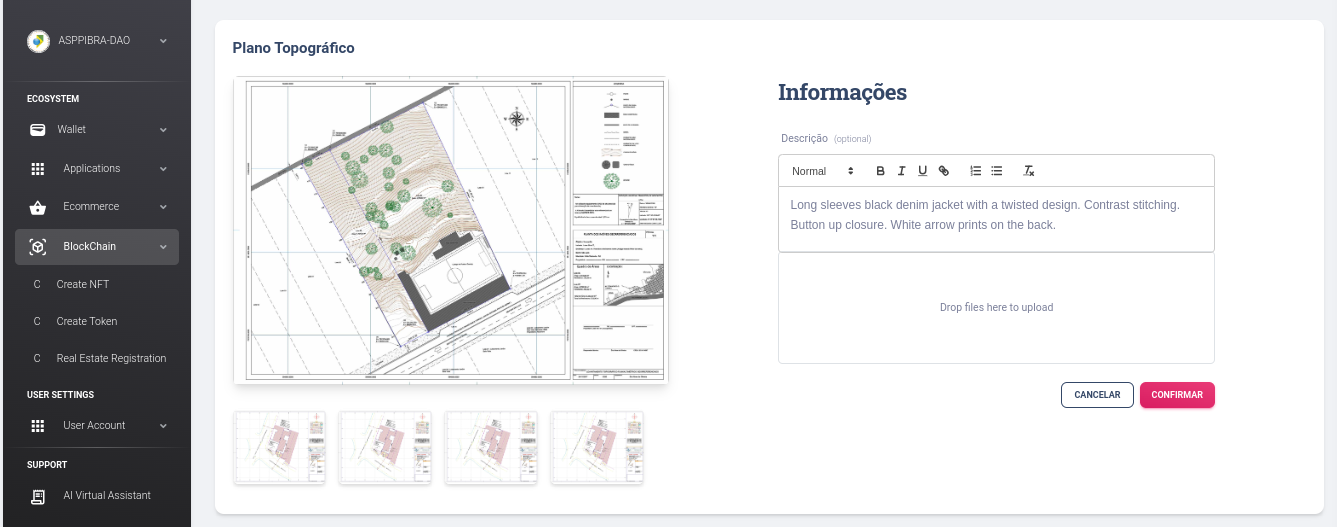 ASPPIBRA-DAO
ECOSYSTEM
Wallet
Applications
Ecommerce
BlockChain
C Create NFT
C Create Token
C Real Estate Registration
USER SETTINGS
User Account
SUPPORT
AI Virtual Assistant
Plano Topográfico
Informações
Descrição (optional)
Normal B I U
Long sleeves black denim jacket with a twisted design. Contrast stitching.
Button up closure. White arrow prints on the back.
Drop files here to upload
CANCELAR CONFIRMAR